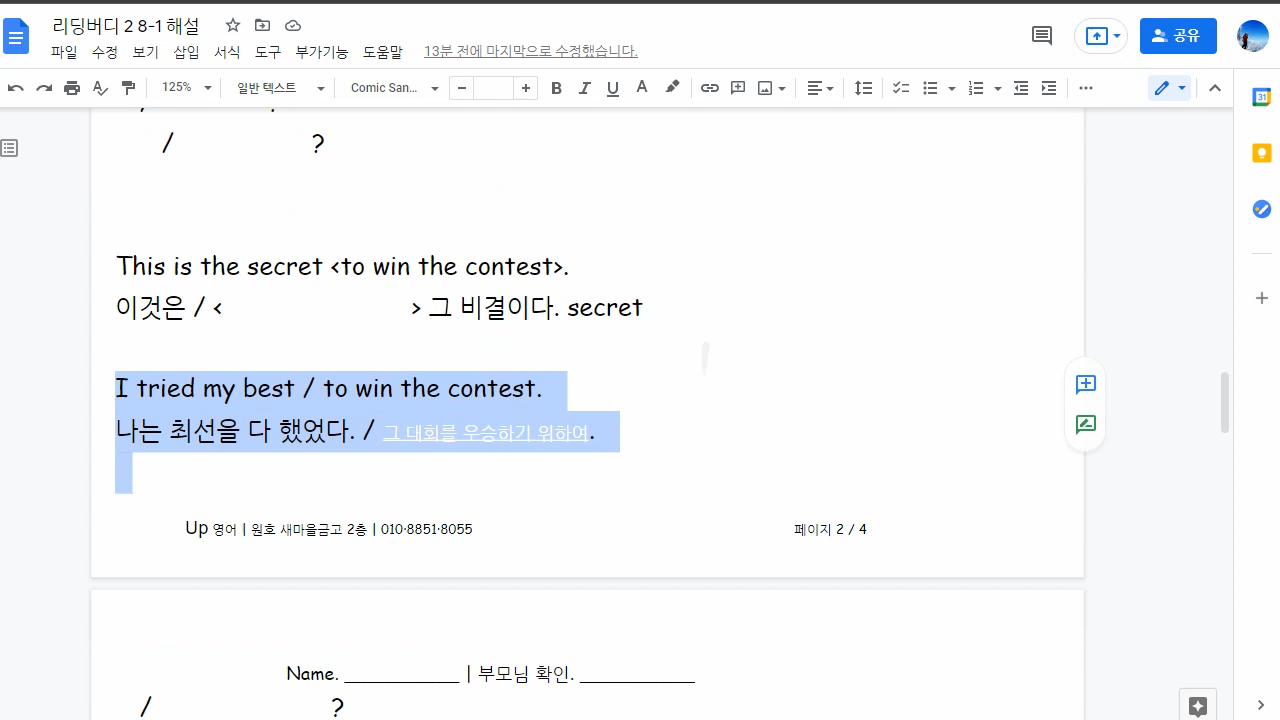 리딩버디 2 8-1 해설
파일 수정 보기 삽입 서식 도구 부가기능 도움말 13분 전에 마지막으로 수정했습니다.
공유
125% 일반 텍스트 Comic San... B I U A
31
/ ?
This is the secret <to win the contest>.
이것은 / < > 그 비결이다. secret
I tried my best / to win the contest.
나는 최선을 다 했었다. / 그 대회를 우승하기 위하여.
Up 영어 | 원호 새마을금고 2층 | 010·8851·8055 페이지 2 / 4
Name. ____________ | 부모님 확인. ____________
/ ?